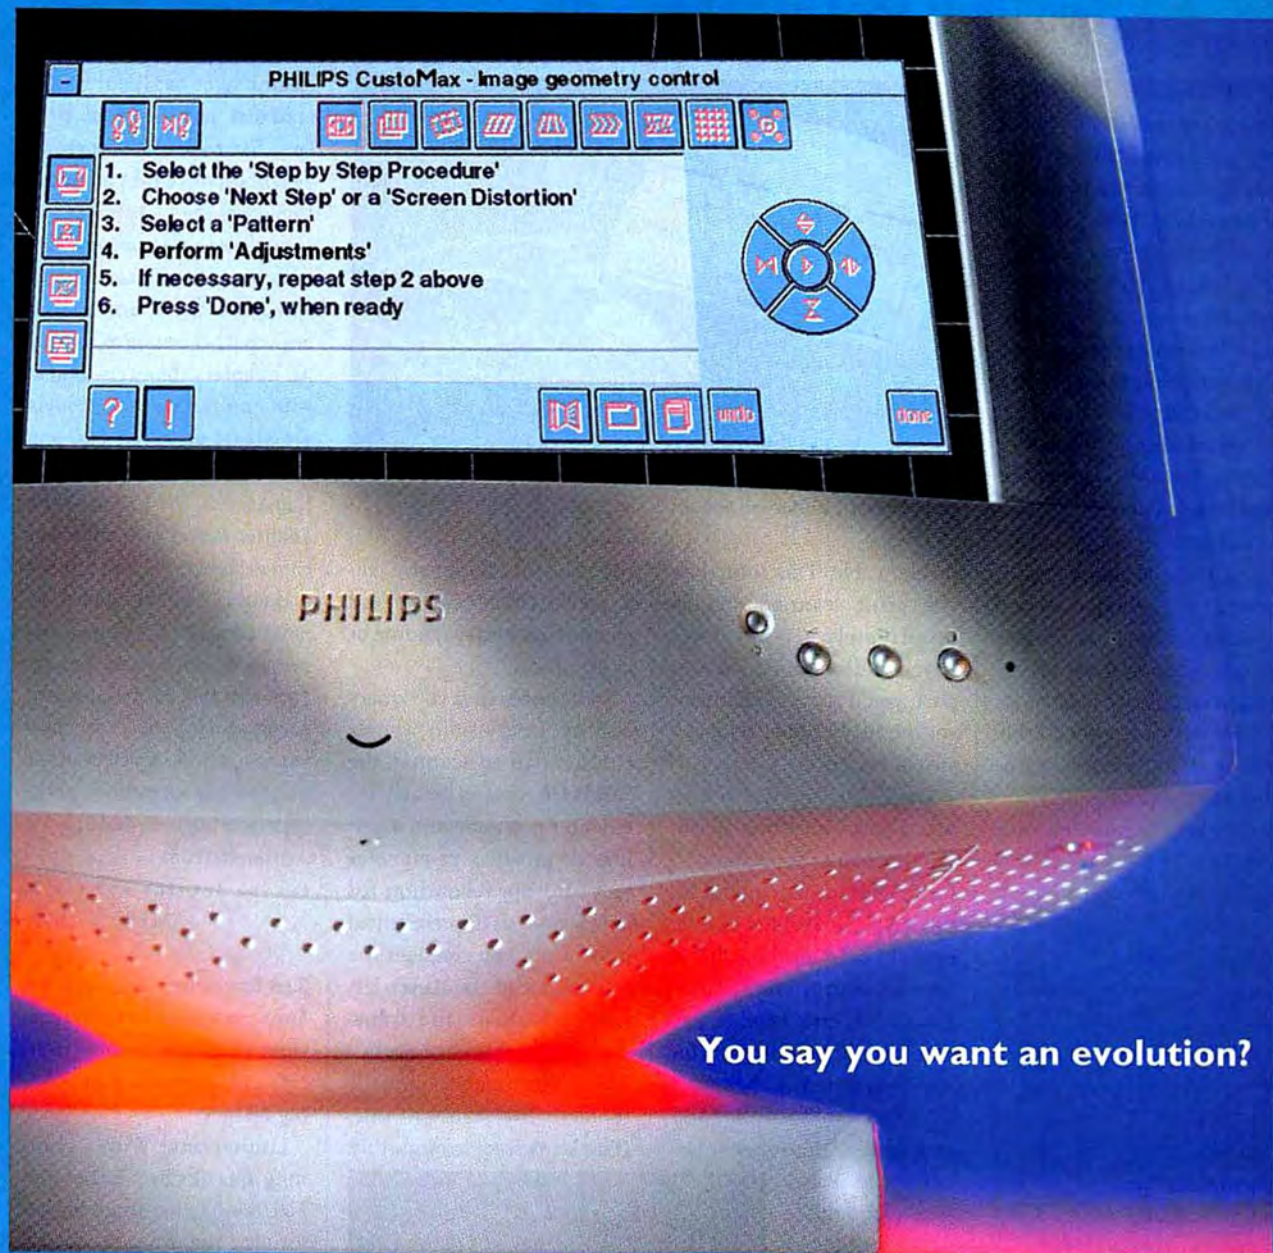 PHILIPS CustoMax - Image geometry control
1. Select the 'Step by Step Procedure'
2. Choose 'Next Step' or a 'Screen Distortion'
3. Select a 'Pattern'
4. Perform 'Adjustments'
5. If necessary, repeat step 2 above
6. Press 'Done', when ready
? ! undo done
PHILIPS
You say you want an evolution?